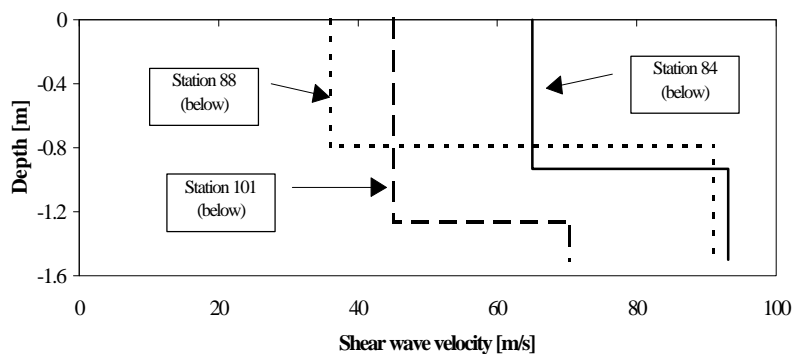 0
-0.4
-0.8
-1.2
-1.6
Depth [m]
Station 88
(below)
Station 84
(below)
Station 101
(below)
0
20
40
60
80
100
Shear wave velocity [m/s]